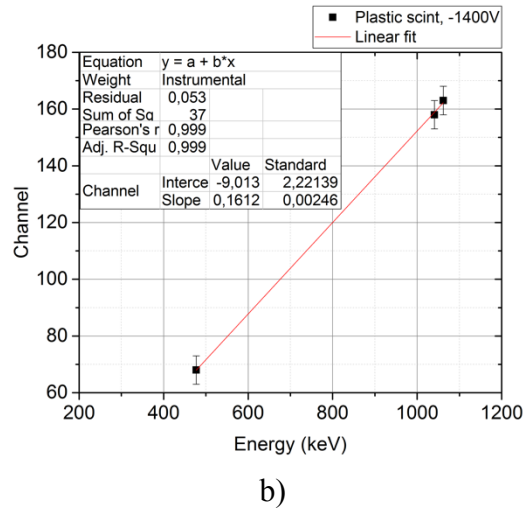 Plastic scint, -1400V
Linear fit
Equation y = a + b*x
Weight Instrumental
Residual 0,053
Sum of Sq 37
Pearson's r 0,999
Adj. R-Squ 0,999
Value Standard
Channel Interce -9,013 2,22139
Slope 0,1612 0,00246
180
160
140
120
100
80
60
Channel
200 400 600 800 1000 1200
Energy (keV)
b)